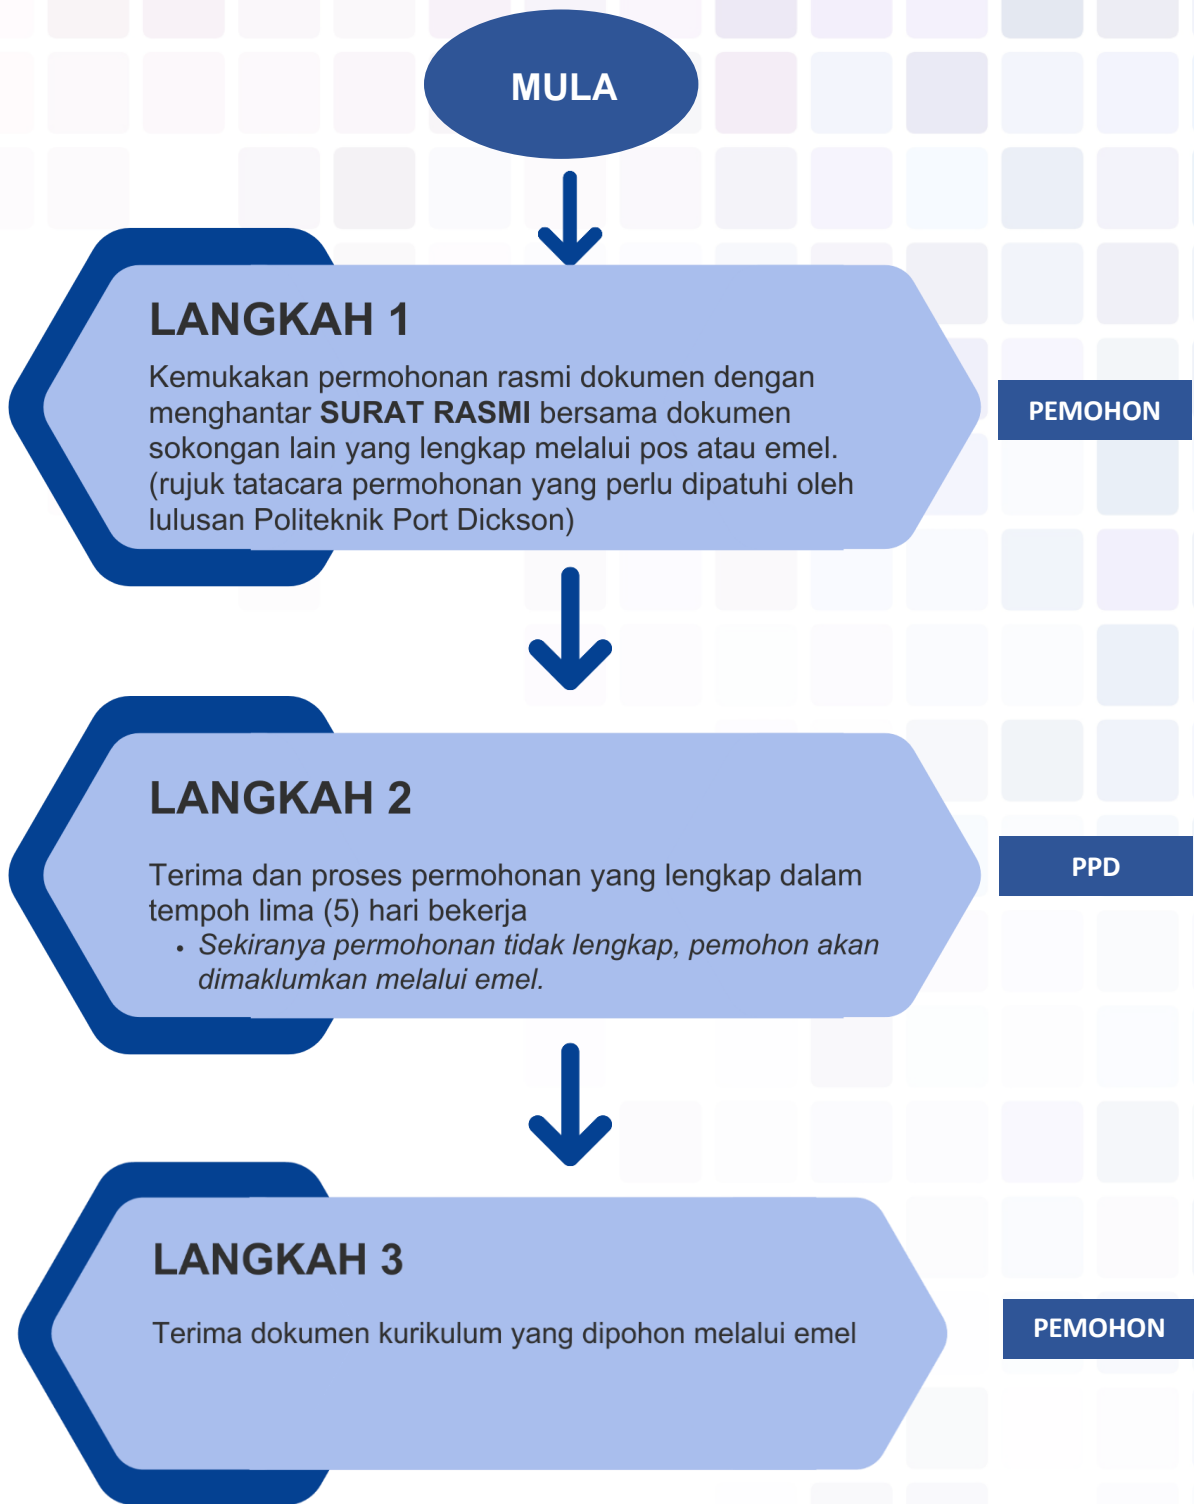 MULA
LANGKAH 1
Kemukakan permohonan rasmi dokumen dengan
menghantar SURAT RASMI bersama dokumen
sokongan lain yang lengkap melalui pos atau emel.
(rujuk tatacara permohonan yang perlu dipatuhi oleh
lulusan Politeknik Port Dickson)
PEMOHON
LANGKAH 2
Terima dan proses permohonan yang lengkap dalam
tempoh lima (5) hari bekerja
• Sekiranya permohonan tidak lengkap, pemohon akan
dimaklumkan melalui emel.
PPD
LANGKAH 3
Terima dokumen kurikulum yang dipohon melalui emel
PEMOHON